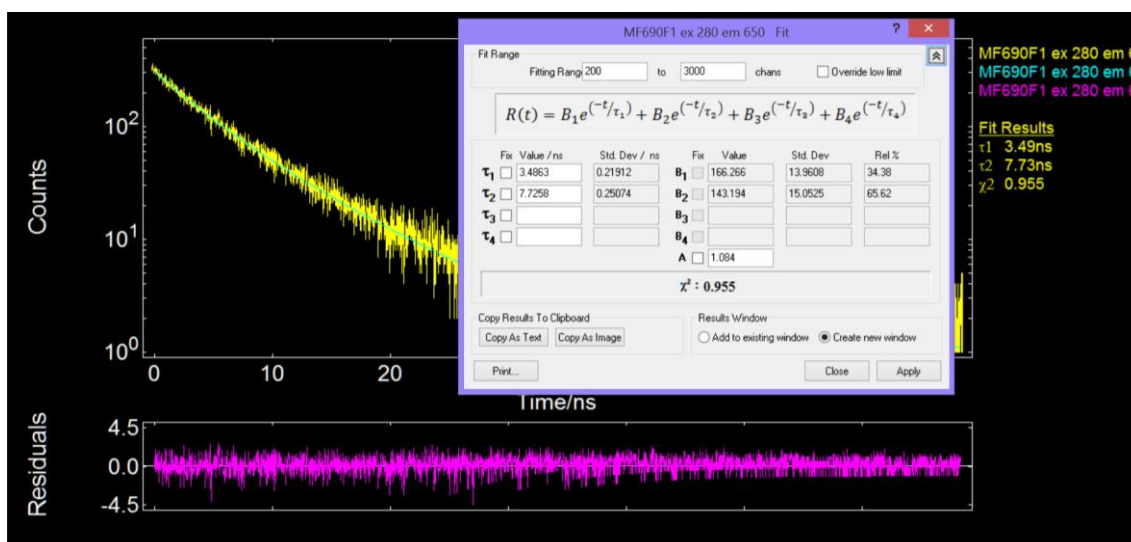 MF690F1 ex 280 em 650 Fit
? ×
Fit Range
Fitting Rang 200 to 3000 chans Override low limit
R(t) = B₁e^(-t/τ₁) + B₂e^(-t/τ₂) + B₃e^(-t/τ₃) + B₄e^(-t/τ₄)
Fix Value / ns Std. Dev / ns Fix Value Std. Dev Rel %
τ₁ 3.4863 0.21912 B₁ 166.266 13.9608 34.38
τ₂ 7.7258 0.25074 B₂ 143.194 15.0525 65.62
τ₃ B₃
τ₄ B₄
A 1.084
χ² : 0.955
Copy Results To Clipboard Results Window
Copy As Text Copy As Image Add to existing window Create new window
Print... Close Apply
MF690F1 ex 280 em
MF690F1 ex 280 em
MF690F1 ex 280 em
Fit Results
τ1 3.49ns
τ2 7.73ns
χ2 0.955
Counts
10²
10¹
10⁰
0 10 20
Time/ns
Residuals
4.5
0.0
-4.5